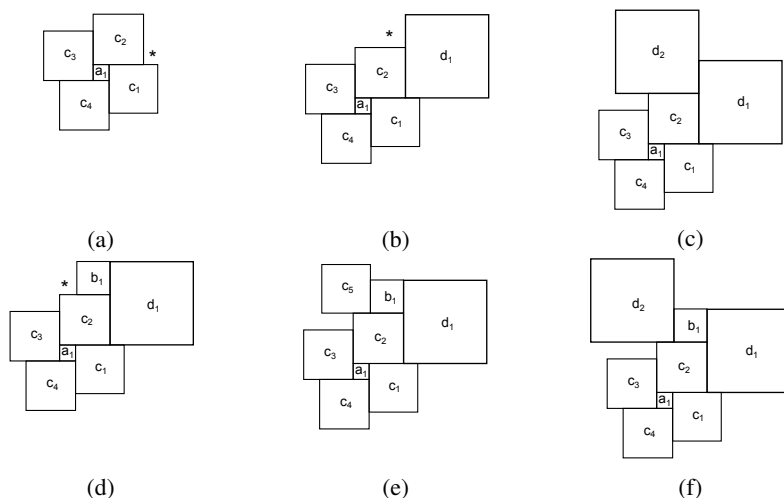 c₂ *
c₃
a₁
c₁
c₄
(a)
*
d₁
c₂
c₃
a₁
c₁
c₄
(b)
d₂
d₁
c₂
c₃
a₁
c₁
c₄
(c)
b₁
*
d₁
c₂
c₃
a₁
c₁
c₄
(d)
c₅
b₁
d₁
c₂
c₃
a₁
c₁
c₄
(e)
d₂
b₁
d₁
c₂
c₃
a₁
c₁
c₄
(f)